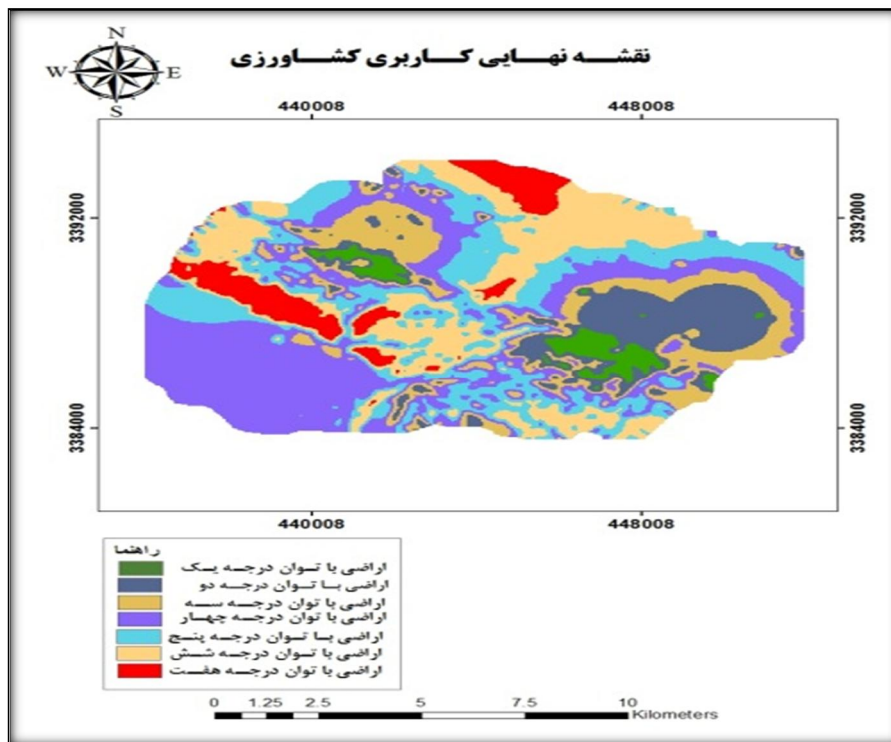 N
W E
S
نقشه نهایی کاربری کشاورزی
440008 448008
3392000 3392000
3384000 3384000
440008 448008
راهنما
اراضی با توان درجه یک
اراضی با توان درجه دو
اراضی با توان درجه سه
اراضی با توان درجه چهار
اراضی با توان درجه پنج
اراضی با توان درجه شش
اراضی با توان درجه هفت
0 1.25 2.5 5 7.5 10
Kilometers